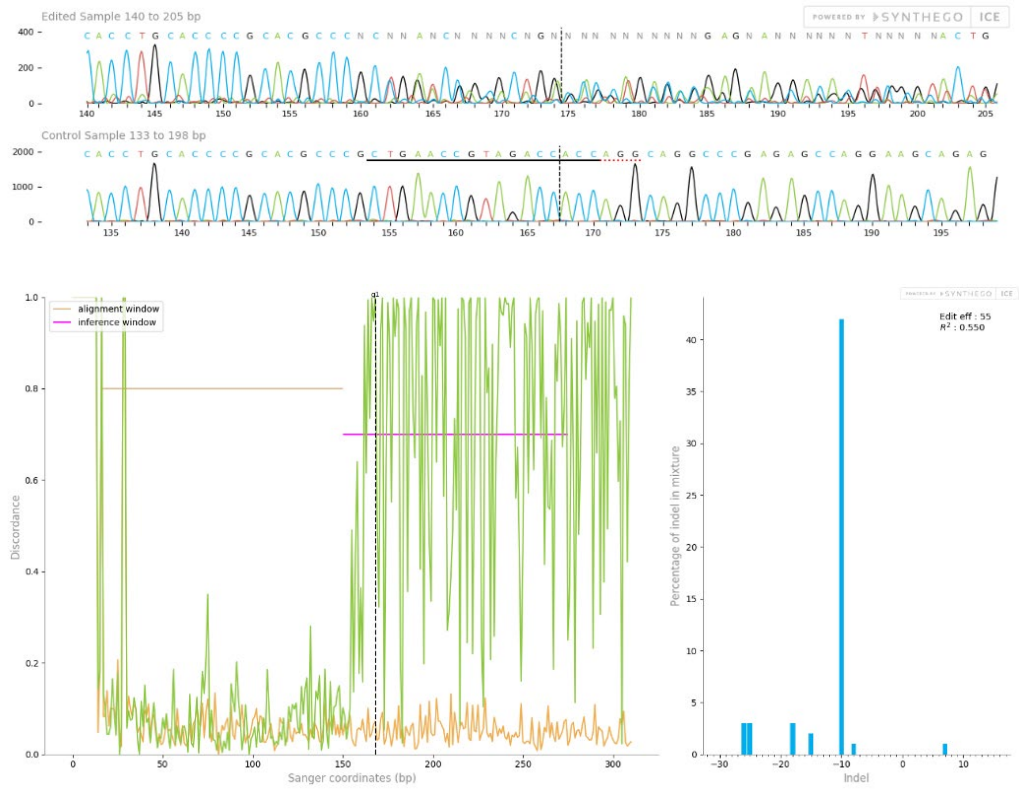 Edited Sample 140 to 205 bp
POWERED BY SYNTHEGO ICE
C A C C T G C A C C C C G C A C G C C C N C N N A N C N N N N C N G N N N N N N N N N N N G A G N A N N N N N N T N N N N N A C T G
400
200
0
140 145 150 155 160 165 170 175 180 185 190 195 200 205
Control Sample 133 to 198 bp
C A C C T G C A C C C C G C A C G C C C G C T G A A C C G T A G A C C A C C A G G C A G G C C C G A G A G C C A G G A A G C A G A G
2000
1000
0
135 140 145 150 155 160 165 170 175 180 185 190 195
POWERED BY SYNTHEGO ICE
g1
alignment window
inference window
Discordance
1.0
0.8
0.6
0.4
0.2
0.0
0 50 100 150 200 250 300
Sanger coordinates (bp)
Edit eff : 55
R² : 0.550
Percentage of indel in mixture
40
35
30
25
20
15
10
5
0
−30 −20 −10 0 10
Indel